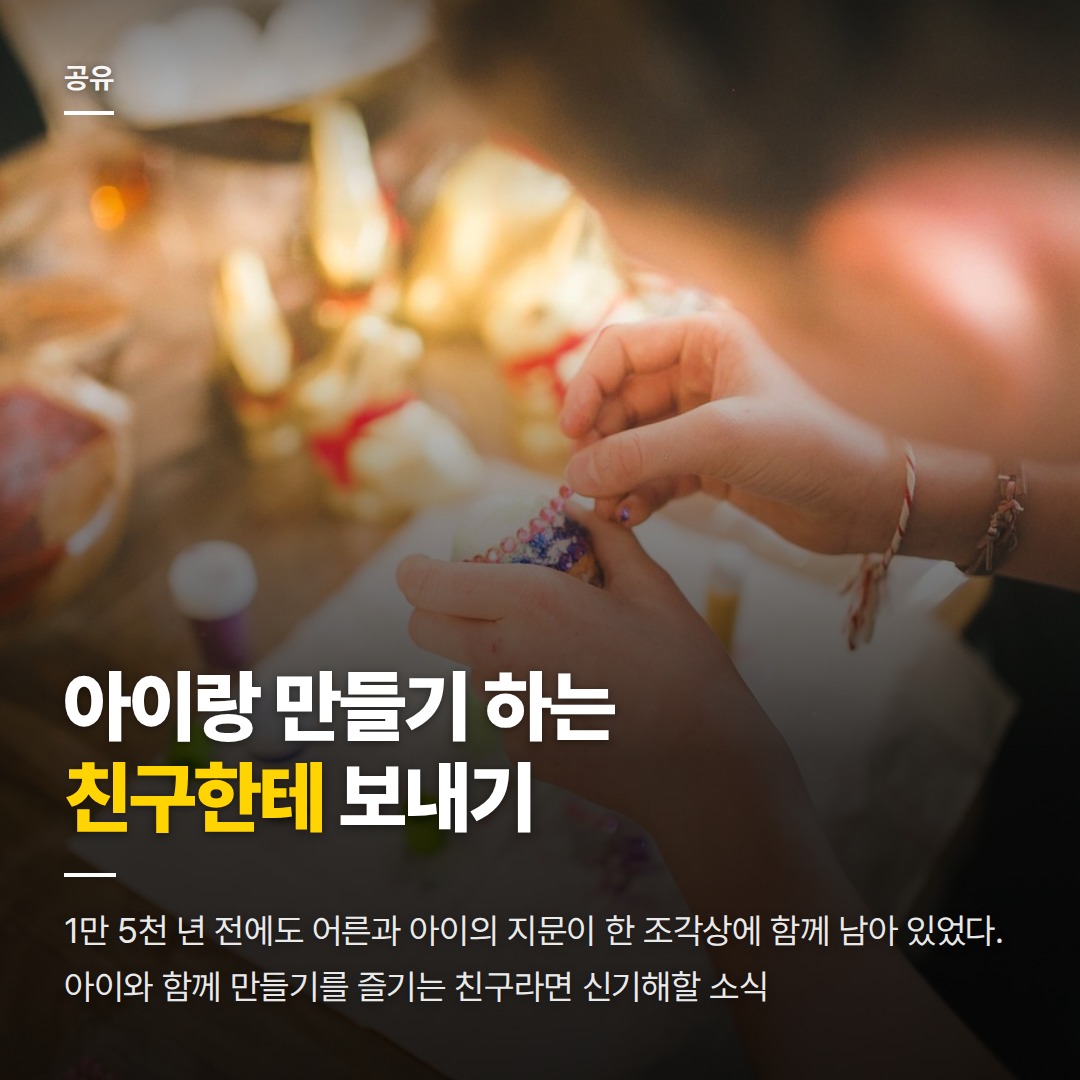 공유
아이랑 만들기 하는
친구한테 보내기
1만 5천 년 전에도 어른과 아이의 지문이 한 조각상에 함께 남아 있었다.
아이와 함께 만들기를 즐기는 친구라면 신기해할 소식